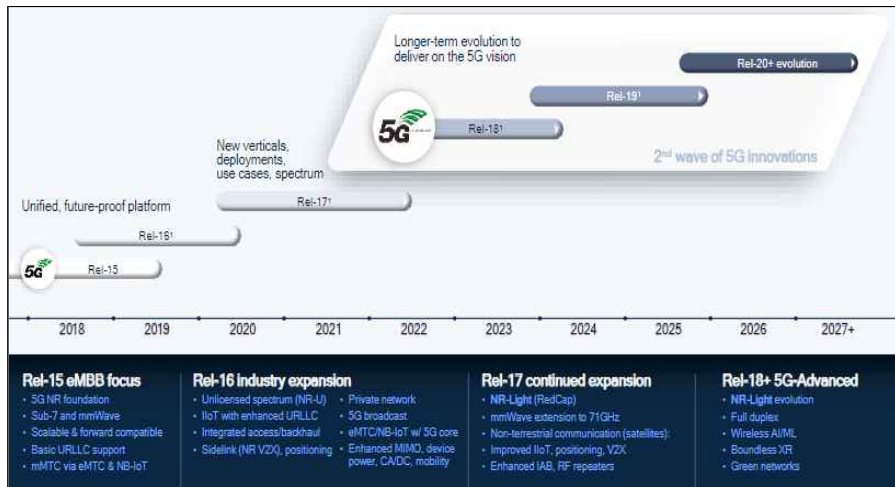 Longer-term evolution to
deliver on the 5G vision
Rel-20+ evolution
Rel-19¹
5G
Rel-18¹
2nd wave of 5G innovations
New verticals,
deployments,
use cases, spectrum
Rel-17¹
Unified, future-proof platform
Rel-16¹
5G
Rel-15
2018 2019 2020 2021 2022 2023 2024 2025 2026 2027+
Rel-15 eMBB focus
• 5G NR foundation
• Sub-7 and mmWave
• Scalable & forward compatible
• Basic URLLC support
• mMTC via eMTC & NB-IoT
Rel-16 industry expansion
• Unlicensed spectrum (NR-U)
• IIoT with enhanced URLLC
• Integrated access/backhaul
• Sidelink (NR V2X), positioning
• Private network
• 5G broadcast
• eMTC/NB-IoT w/ 5G core
• Enhanced MIMO, device
power, CA/DC, mobility
Rel-17 continued expansion
• NR-Light (RedCap)
• mmWave extension to 71GHz
• Non-terrestrial communication (satellites):
• Improved IIoT, positioning, V2X
• Enhanced IAB, RF repeaters
Rel-18+ 5G-Advanced
• NR-Light evolution
• Full duplex
• Wireless AI/ML
• Boundless XR
• Green networks